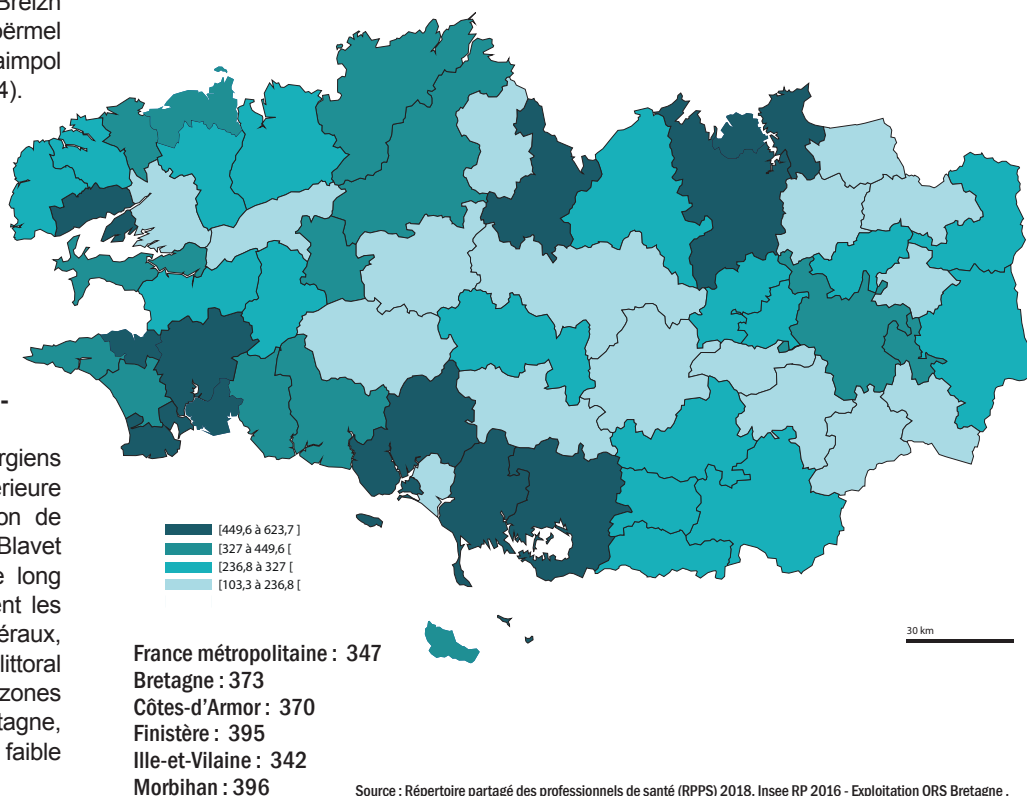 Breizh
oërmel
aimpol
4).
-
rgiens
érieure
on de
Blavet
e long
ent les
éraux,
littoral
zones
tagne,
faible
[449,6 à 623,7 ]
[327 à 449,6 [
[236,8 à 327 [
[103,3 à 236,8 [
30 km
France métropolitaine : 347
Bretagne : 373
Côtes-d'Armor : 370
Finistère : 395
Ille-et-Vilaine : 342
Morbihan : 396
Source : Répertoire partagé des professionnels de santé (RPPS) 2018, Insee RP 2016 - Exploitation ORS Bretagne .